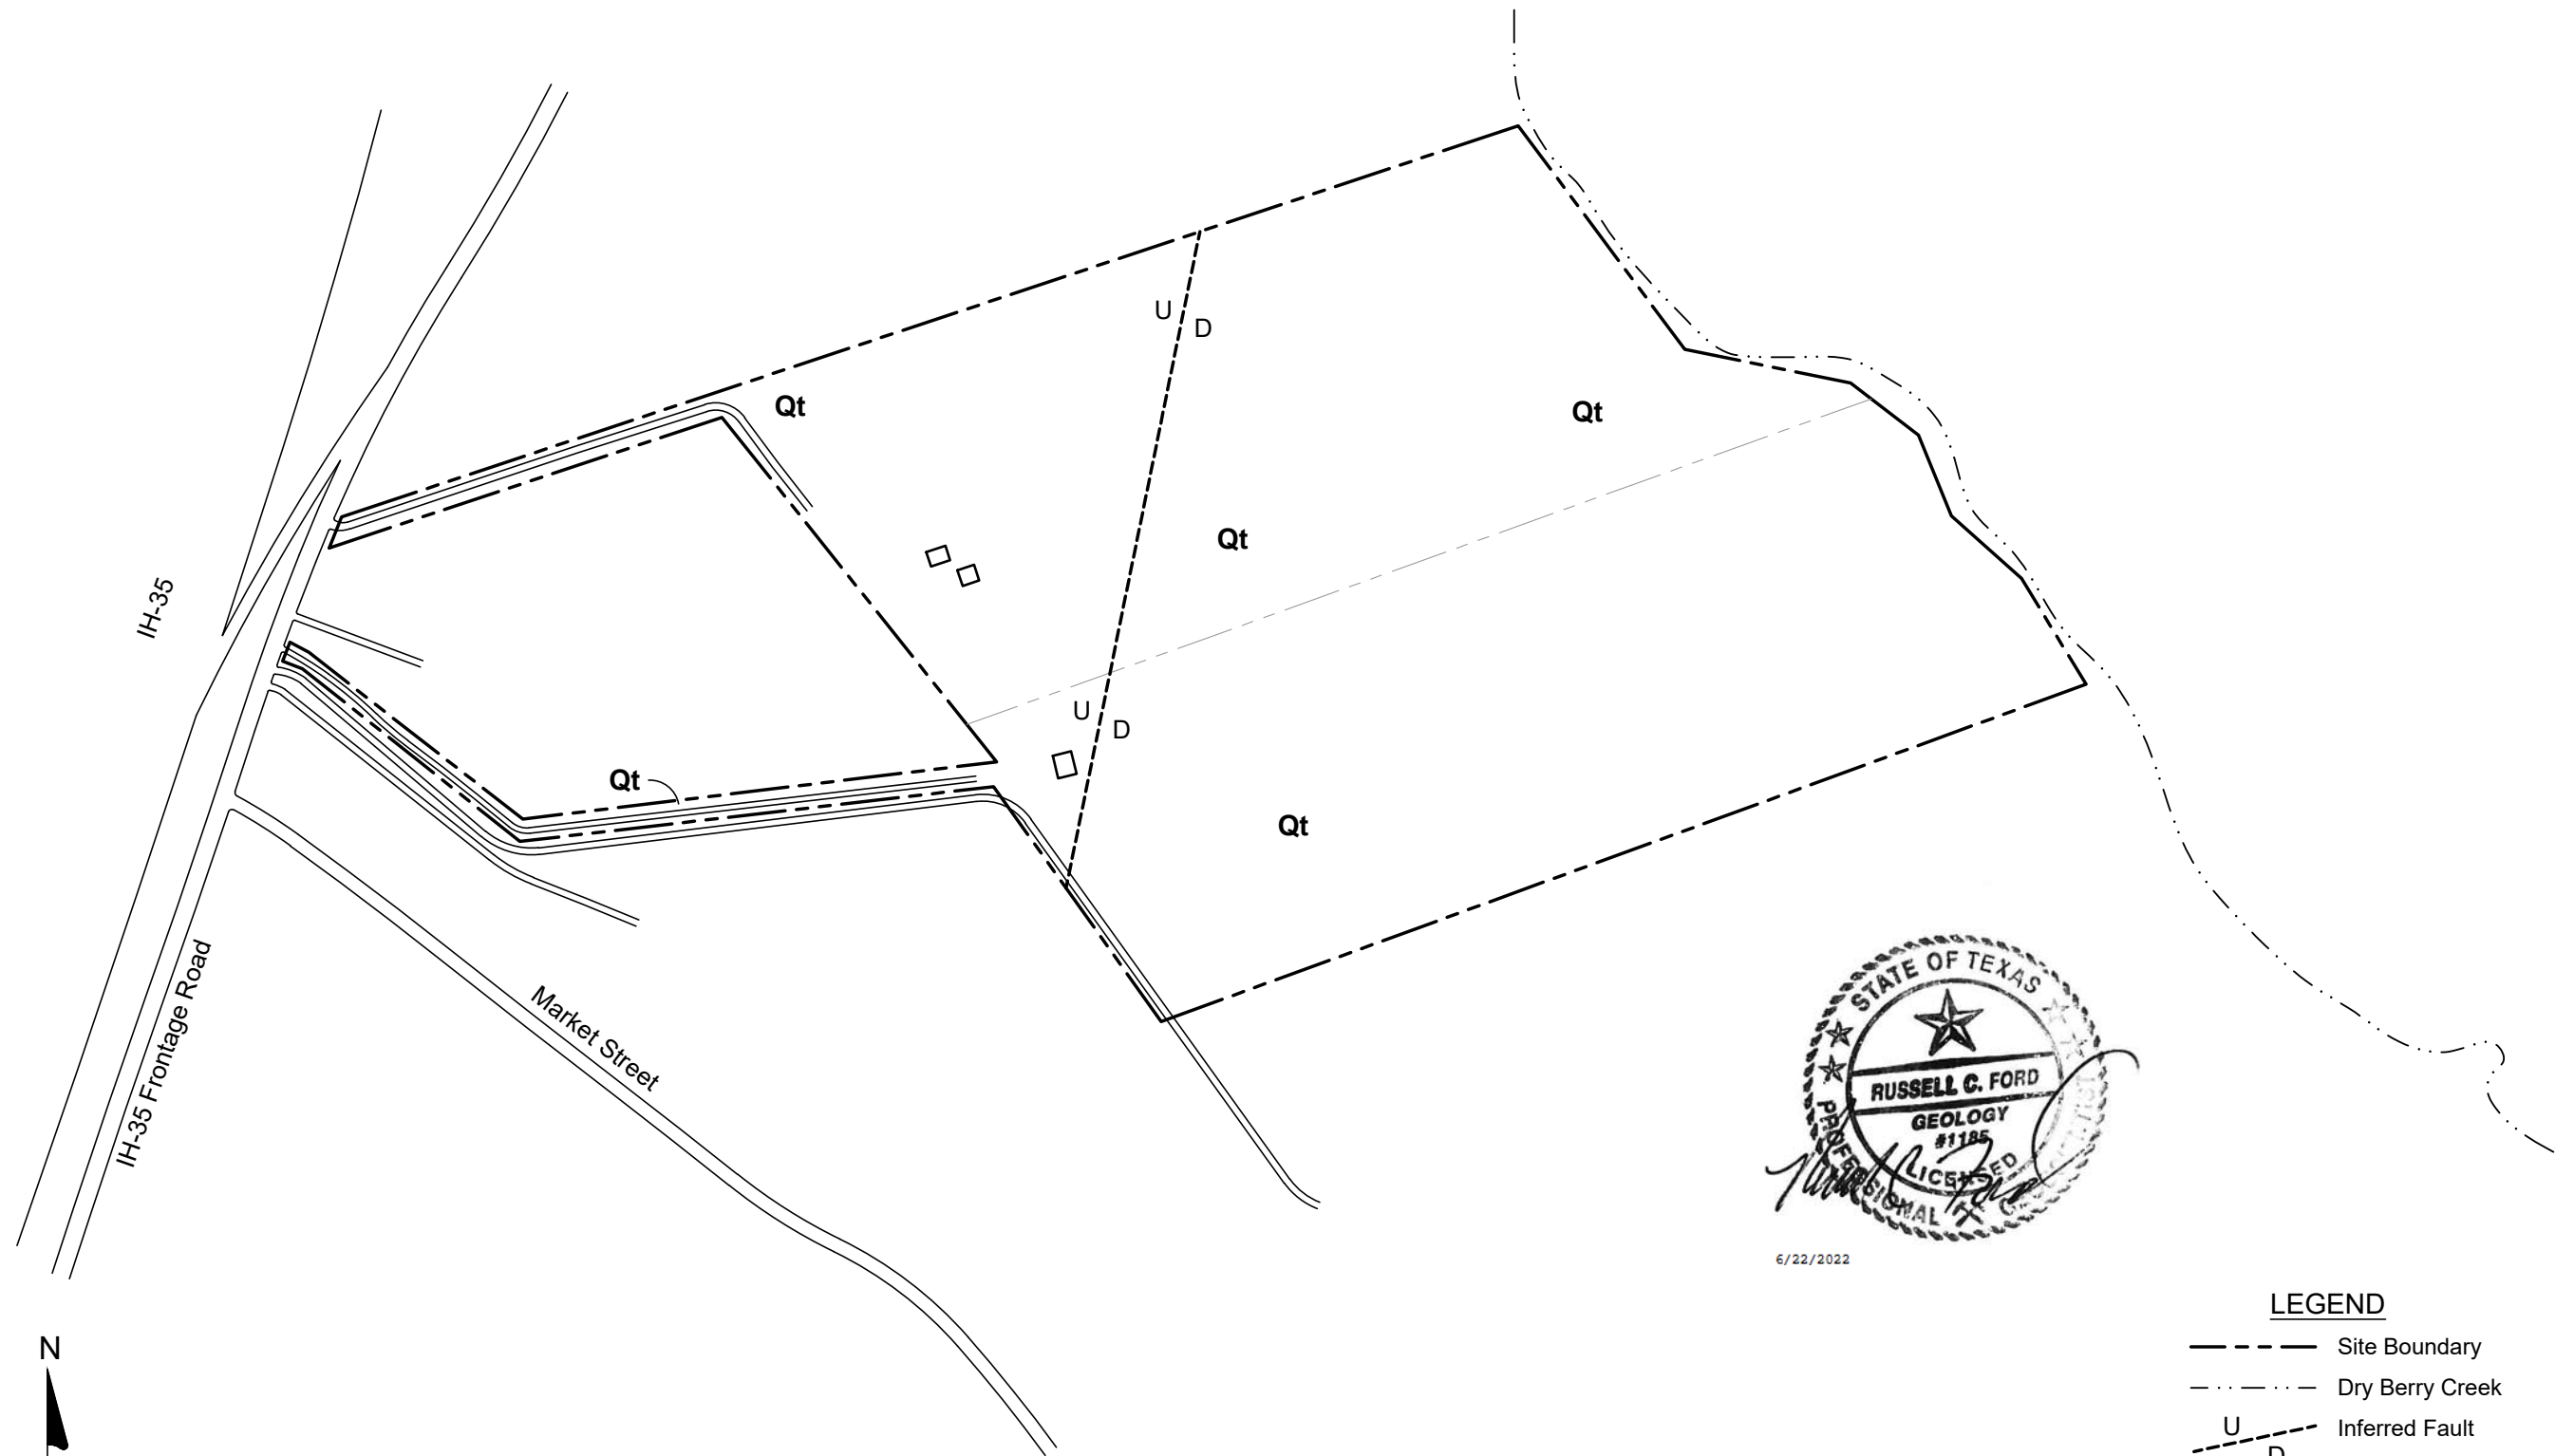 U
D
Qt
Qt
Qt
IH-35
U
D
Qt
Qt
IH-35 Frontage Road
Market Street
STATE OF TEXAS
RUSSELL C. FORD
GEOLOGY
#1185
LICENSED
PROFESSIONAL
6/22/2022
LEGEND
N
Site Boundary
Dry Berry Creek
U
Inferred Fault
D